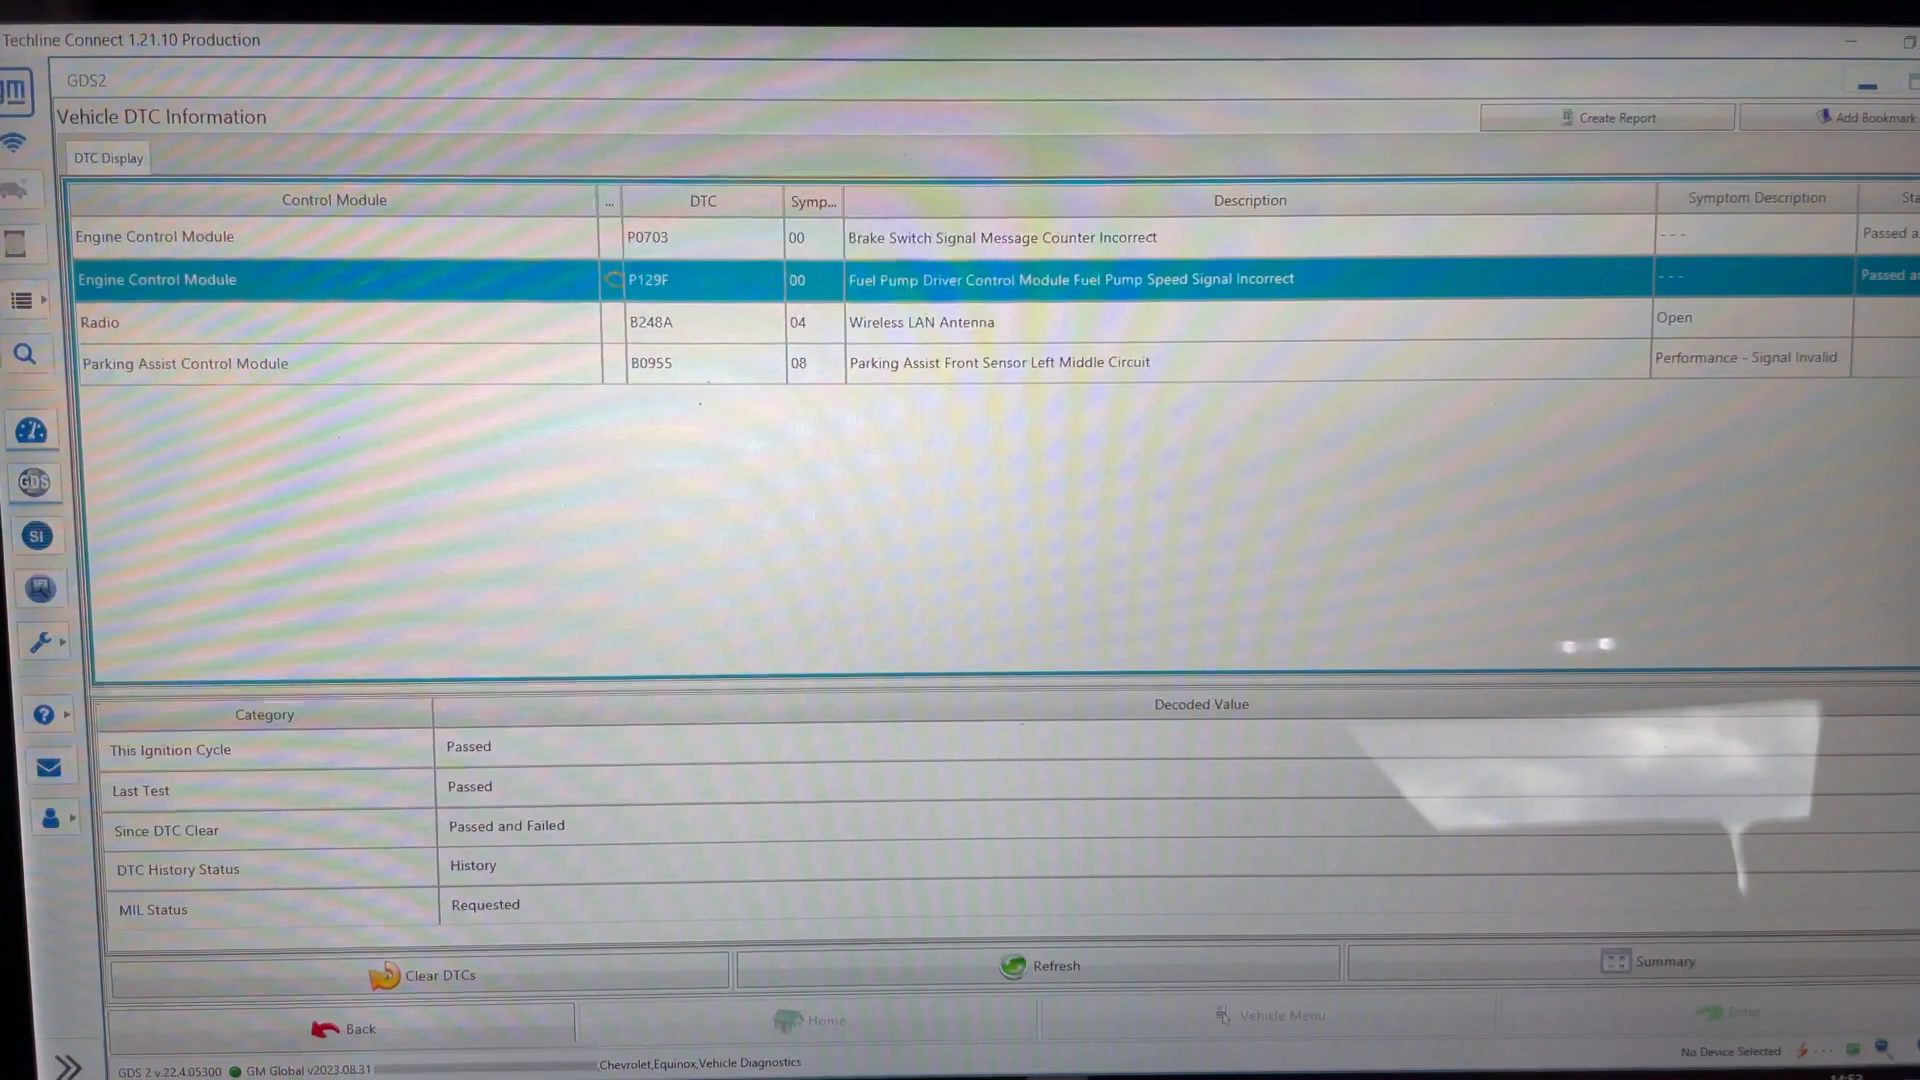 Techline Connect 1.21.10 Production
gm
GDS2
Vehicle DTC Information
Create Report
Add Bookmark
DTC Display
Control Module ... DTC Symp... Description Symptom Description Sta
Engine Control Module P0703 00 Brake Switch Signal Message Counter Incorrect - - - Passed a
Engine Control Module P129F 00 Fuel Pump Driver Control Module Fuel Pump Speed Signal Incorrect - - - Passed a
Radio B248A 04 Wireless LAN Antenna Open
Parking Assist Control Module B0955 08 Parking Assist Front Sensor Left Middle Circuit Performance - Signal Invalid
GDS
SI
Category Decoded Value
This Ignition Cycle Passed
Last Test Passed
Since DTC Clear Passed and Failed
DTC History Status History
MIL Status Requested
Clear DTCs
Refresh
Summary
Back
Home
Vehicle Menu
Enter
GDS 2 v.22.4.05300 GM Global v2023.08.31 ,Chevrolet,Equinox,Vehicle Diagnostics
No Device Selected - - -